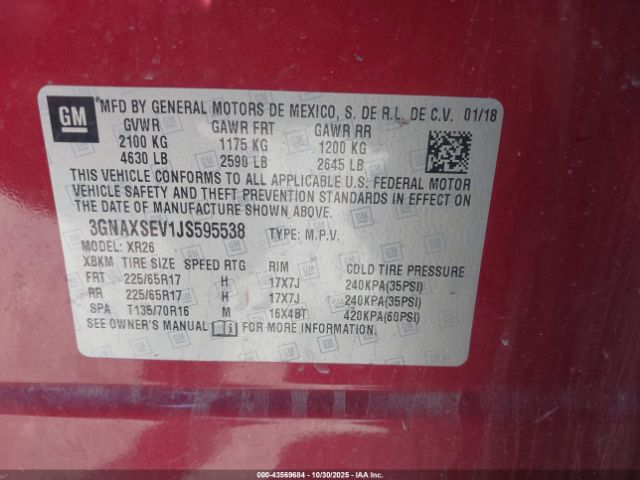 GM
MFD BY GENERAL MOTORS DE MEXICO, S. DE R.L. DE C.V. 01/18
GVWR GAWR FRT GAWR RR
2100 KG 1175 KG 1200 KG
4630 LB 2590 LB 2645 LB
THIS VEHICLE CONFORMS TO ALL APPLICABLE U.S. FEDERAL MOTOR
VEHICLE SAFETY AND THEFT PREVENTION STANDARDS IN EFFECT ON
THE DATE OF MANUFACTURE SHOWN ABOVE.
3GNAXSEV1JS595538 TYPE: M.P.V.
MODEL: XR26
XBKM TIRE SIZE SPEED RTG RIM COLD TIRE PRESSURE
FRT 225/65R17 H 17X7J 240KPA(35PSI)
RR 225/65R17 H 17X7J 240KPA(35PSI)
SPA T135/70R16 M 16X4BT 420KPA(60PSI)
SEE OWNER'S MANUAL FOR MORE INFORMATION.
© 43569684 | 10/30/2025 - IAAI, Inc.